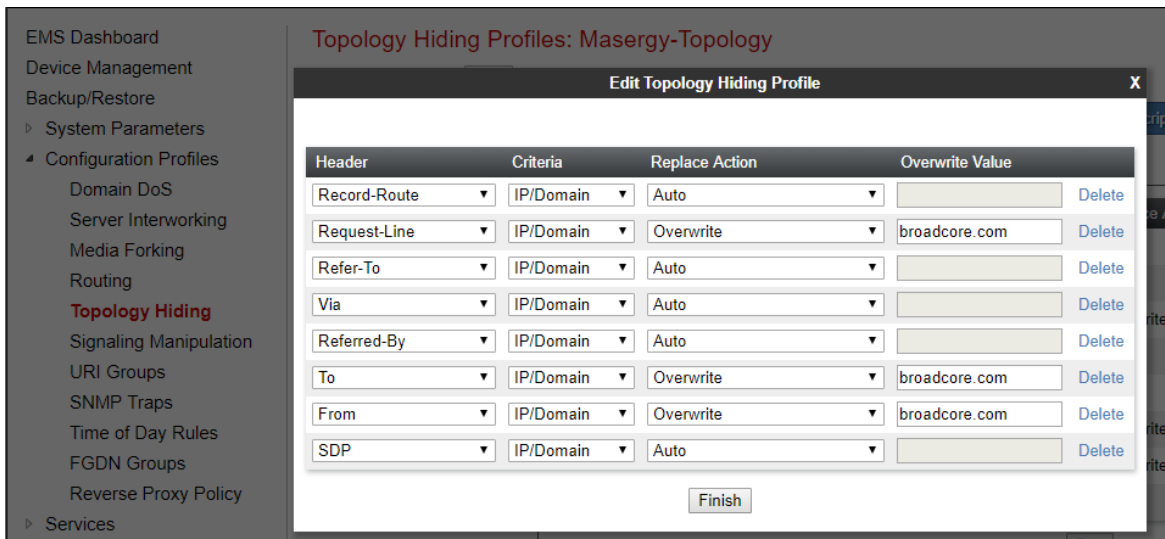 EMS Dashboard
Device Management
Backup/Restore
System Parameters
Configuration Profiles
Domain DoS
Server Interworking
Media Forking
Routing
Topology Hiding
Signaling Manipulation
URI Groups
SNMP Traps
Time of Day Rules
FGDN Groups
Reverse Proxy Policy
Services
Topology Hiding Profiles: Masergy-Topology
Edit Topology Hiding Profile X
Header Criteria Replace Action Overwrite Value
Record-Route IP/Domain Auto Delete
Request-Line IP/Domain Overwrite broadcore.com Delete
Refer-To IP/Domain Auto Delete
Via IP/Domain Auto Delete
Referred-By IP/Domain Auto Delete
To IP/Domain Overwrite broadcore.com Delete
From IP/Domain Overwrite broadcore.com Delete
SDP IP/Domain Auto Delete
Finish